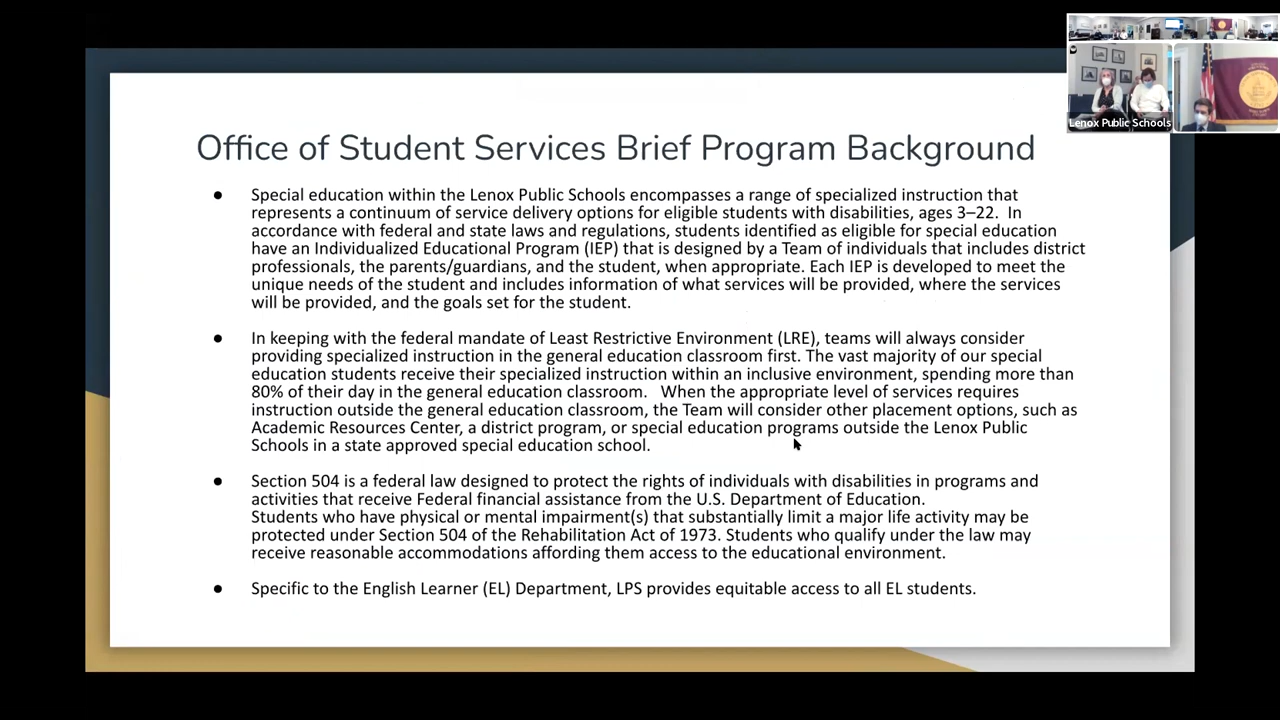 Lenox Public Schools
Office of Student Services Brief Program Background
● Special education within the Lenox Public Schools encompasses a range of specialized instruction that
represents a continuum of service delivery options for eligible students with disabilities, ages 3–22.  In
accordance with federal and state laws and regulations, students identified as eligible for special education
have an Individualized Educational Program (IEP) that is designed by a Team of individuals that includes district
professionals, the parents/guardians, and the student, when appropriate. Each IEP is developed to meet the
unique needs of the student and includes information of what services will be provided, where the services
will be provided, and the goals set for the student.
● In keeping with the federal mandate of Least Restrictive Environment (LRE), teams will always consider
providing specialized instruction in the general education classroom first. The vast majority of our special
education students receive their specialized instruction within an inclusive environment, spending more than
80% of their day in the general education classroom.   When the appropriate level of services requires
instruction outside the general education classroom, the Team will consider other placement options, such as
Academic Resources Center, a district program, or special education programs outside the Lenox Public
Schools in a state approved special education school.
● Section 504 is a federal law designed to protect the rights of individuals with disabilities in programs and
activities that receive Federal financial assistance from the U.S. Department of Education.
Students who have physical or mental impairment(s) that substantially limit a major life activity may be
protected under Section 504 of the Rehabilitation Act of 1973. Students who qualify under the law may
receive reasonable accommodations affording them access to the educational environment.
● Specific to the English Learner (EL) Department, LPS provides equitable access to all EL students.